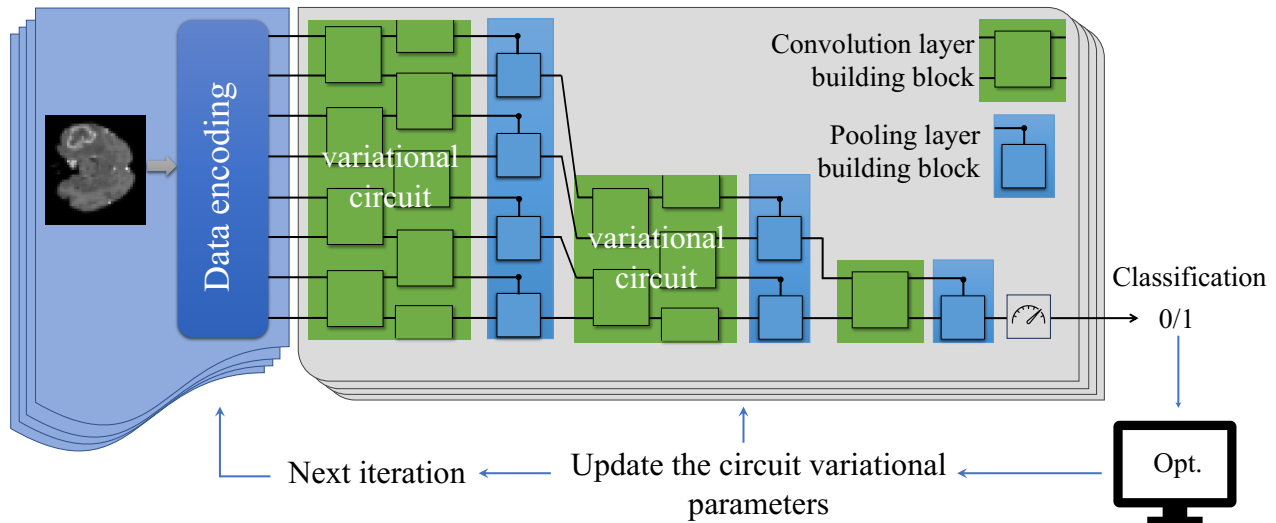 Data encoding
variational
circuit
variational
circuit
Convolution layer
building block
Pooling layer
building block
Classification
0/1
Opt.
Update the circuit variational
parameters
Next iteration